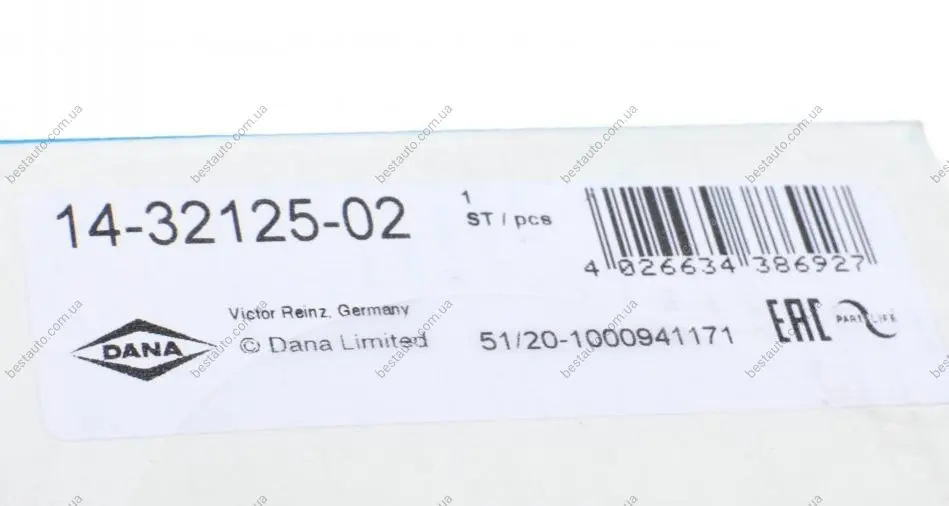 14-32125-02
1
ST / pcs
4 026634 386927
Victor Reinz, Germany
DANA
© Dana Limited
51/20-1000941171
EAC
PARTSLIFE
bestauto.com.ua